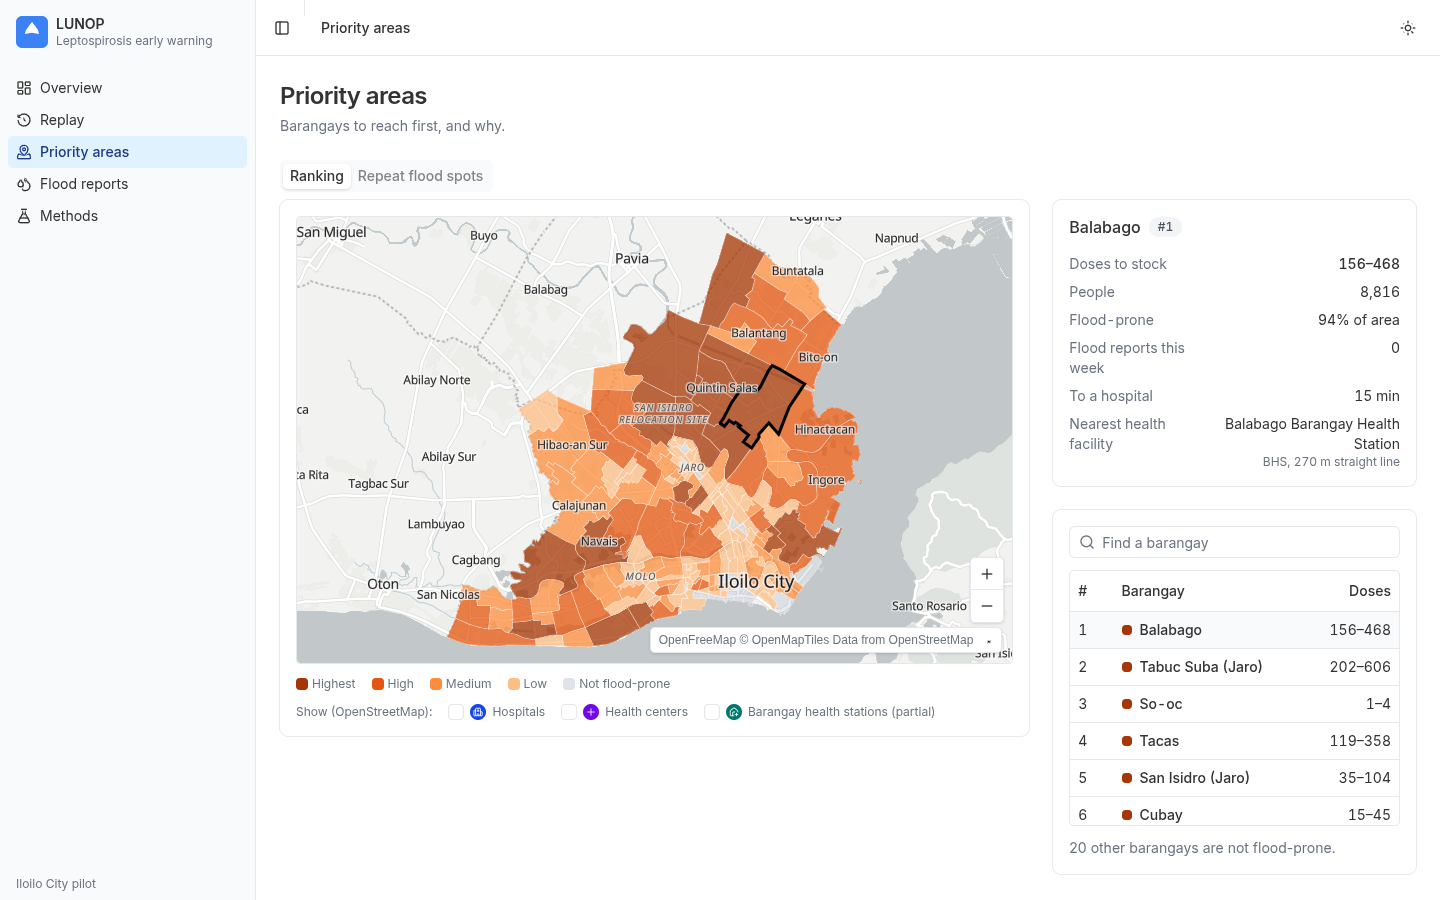 LUNOP
Leptospirosis early warning
Overview
Replay
Priority areas
Flood reports
Methods
Iloilo City pilot
Priority areas
Priority areas
Barangays to reach first, and why.
Ranking
Repeat flood spots
San Miguel
Buyo
Leganes
Napnud
Pavia
Buntatala
Balabag
Balantang
Bito-on
Abilay Norte
Quintin Salas
SAN ISIDRO
RELOCATION SITE
Hinactacan
Hibao-an Sur
Abilay Sur
JARO
Tagbac Sur
Ingore
Calajunan
Lambuyao
Navais
Cagbang
MOLO
Iloilo City
Oton
San Nicolas
Santo Rosario
+
−
OpenFreeMap © OpenMapTiles Data from OpenStreetMap
Highest
High
Medium
Low
Not flood-prone
Show (OpenStreetMap):
Hospitals
Health centers
Barangay health stations (partial)
Balabago
#1
Doses to stock 156–468
People 8,816
Flood-prone 94% of area
Flood reports this week 0
To a hospital 15 min
Nearest health facility
Balabago Barangay Health Station
BHS, 270 m straight line
Find a barangay
# Barangay Doses
1 Balabago 156–468
2 Tabuc Suba (Jaro) 202–606
3 So-oc 1–4
4 Tacas 119–358
5 San Isidro (Jaro) 35–104
6 Cubay 15–45
20 other barangays are not flood-prone.